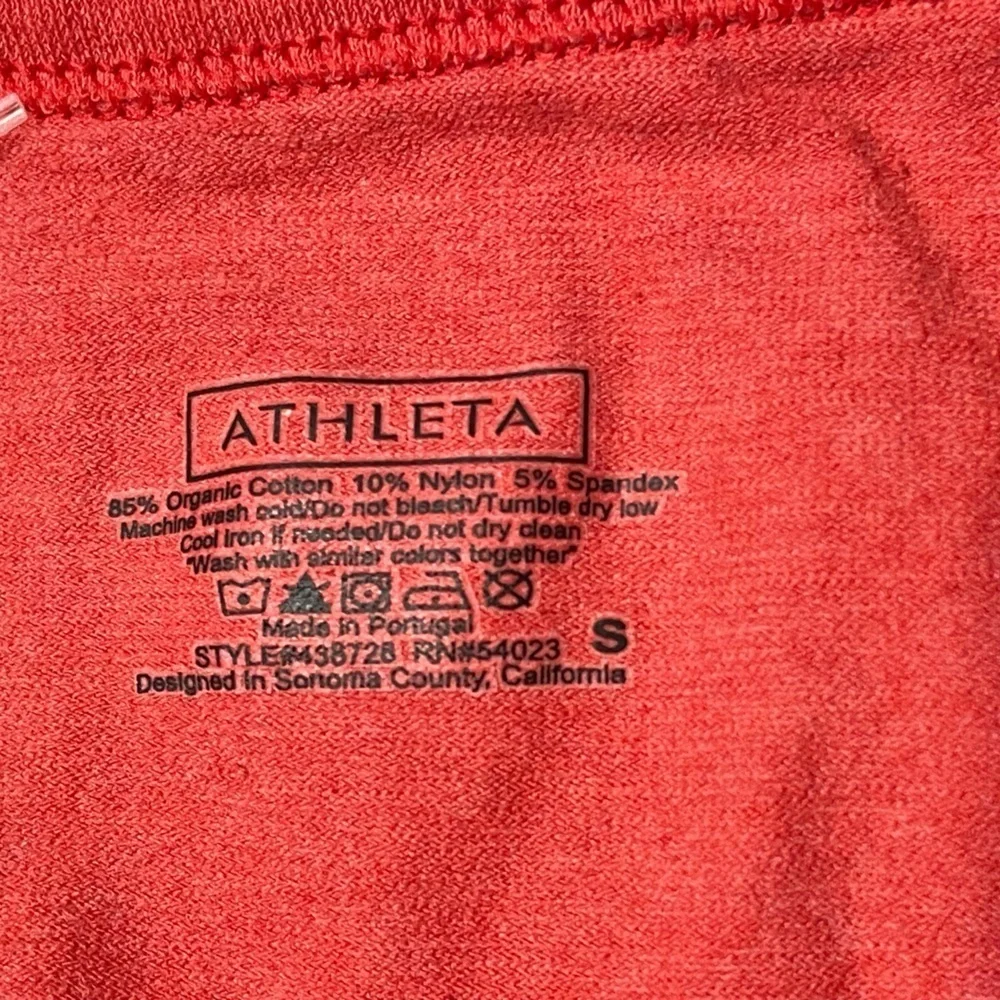 ATHLETA
85% Organic Cotton 10% Nylon 5% Spandex
Machine wash cold/Do not bleach/Tumble dry low
Cool Iron if needed/Do not dry clean
"Wash with similar colors together"
Made in Portugal
STYLE#438728 RN#54023 S
Designed in Sonoma County, California